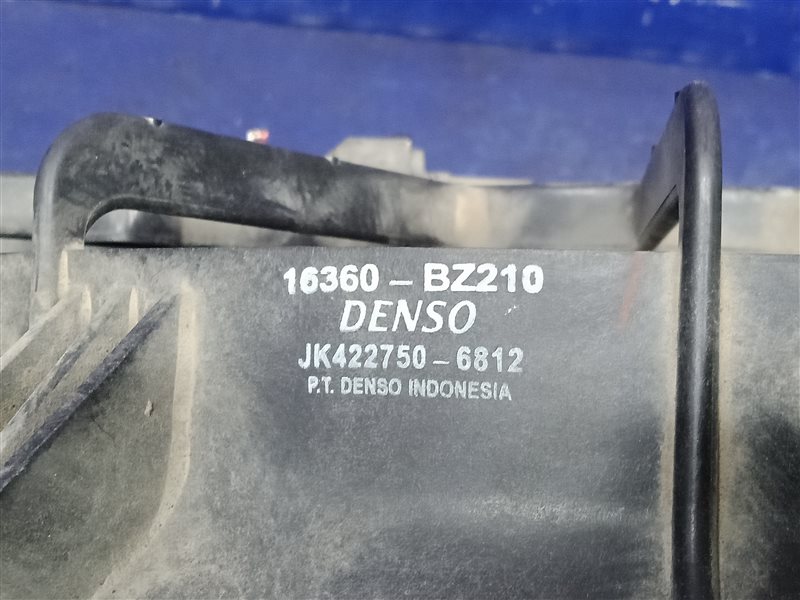 16360-BZ210
DENSO
JK422750-6812
P.T. DENSO INDONESIA